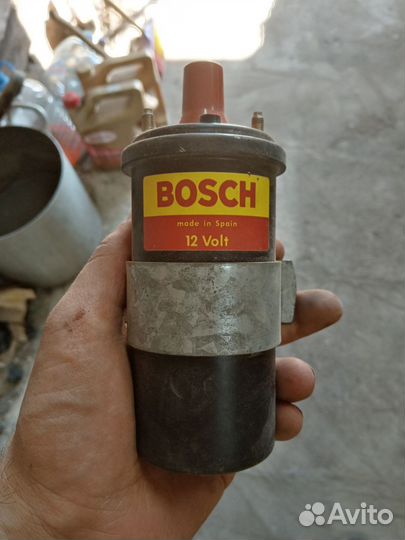 BOSCH
made in Spain
12 Volt
Avito